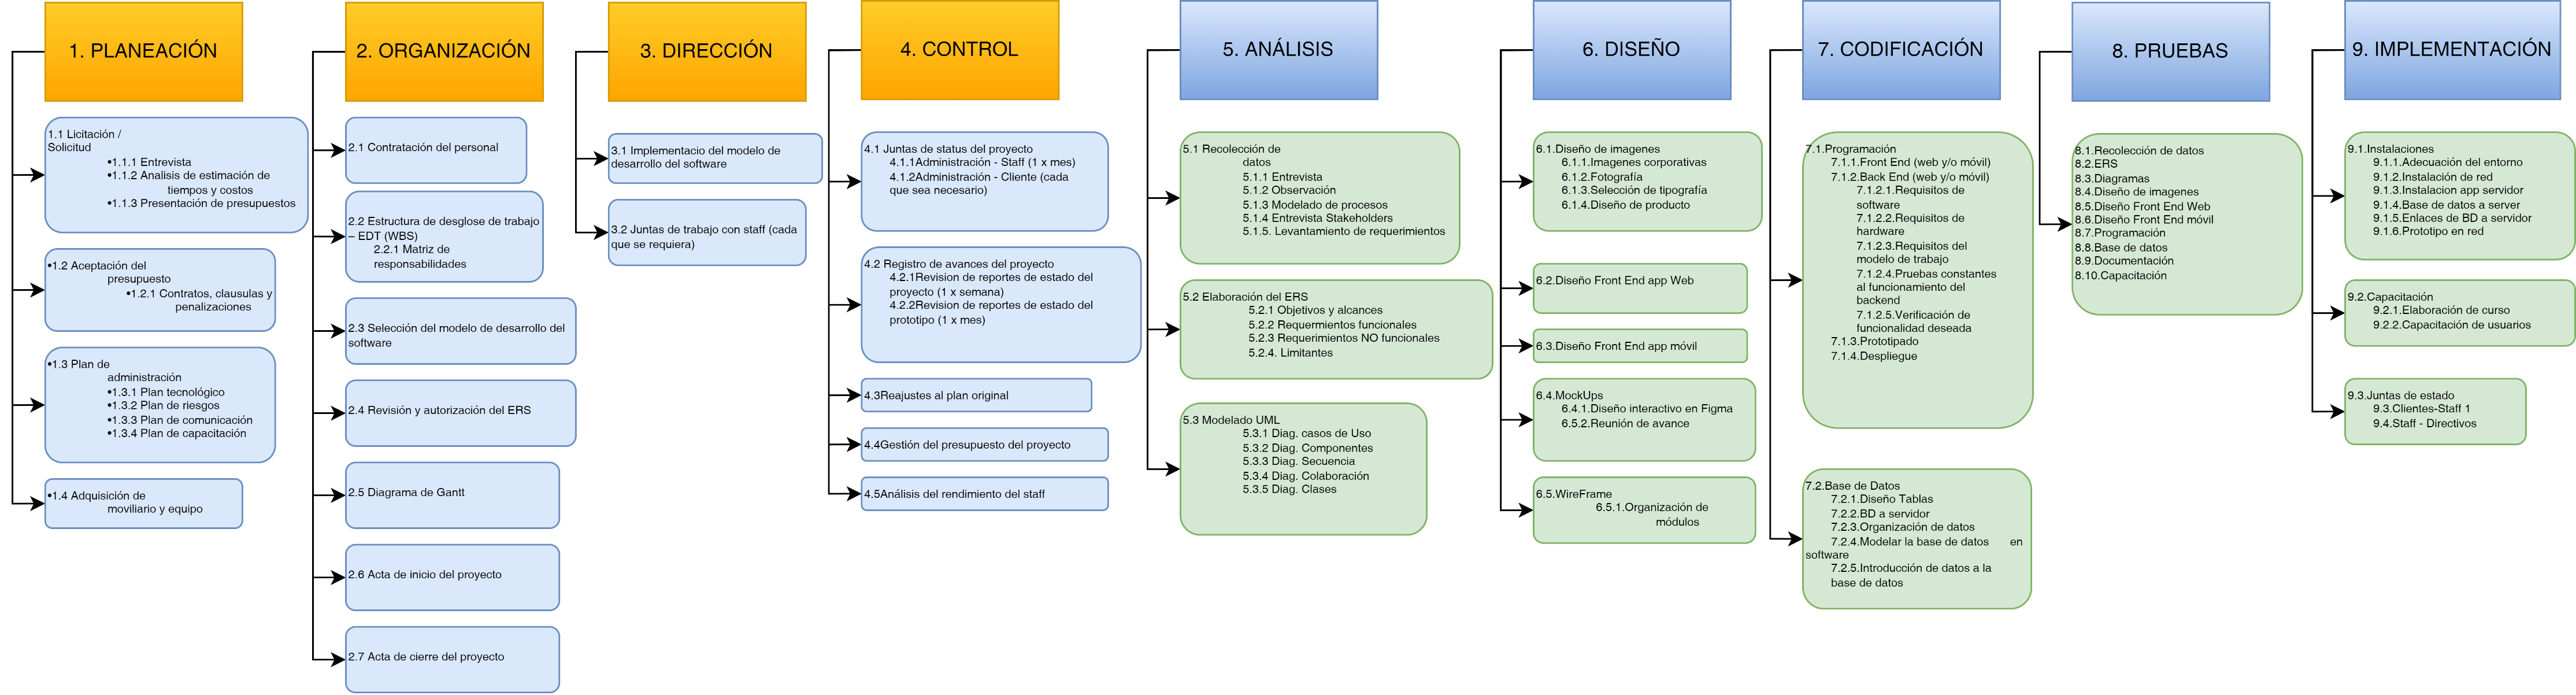 1. PLANEACIÓN
1.1 Licitación /
Solicitud
•1.1.1 Entrevista
•1.1.2 Analisis de estimación de
tiempos y costos
•1.1.3 Presentación de presupuestos
•1.2 Aceptación del
presupuesto
•1.2.1 Contratos, clausulas y
penalizaciones
•1.3 Plan de
administración
•1.3.1 Plan tecnológico
•1.3.2 Plan de riesgos
•1.3.3 Plan de comunicación
•1.3.4 Plan de capacitación
•1.4 Adquisición de
moviliario y equipo
2. ORGANIZACIÓN
2.1 Contratación del personal
2.2 Estructura de desglose de trabajo
– EDT (WBS)
2.2.1 Matriz de
responsabilidades
2.3 Selección del modelo de desarrollo del
software
2.4 Revisión y autorización del ERS
2.5 Diagrama de Gantt
2.6 Acta de inicio del proyecto
2.7 Acta de cierre del proyecto
3. DIRECCIÓN
3.1 Implementacio del modelo de
desarrollo del software
3.2 Juntas de trabajo con staff (cada
que se requiera)
4. CONTROL
4.1 Juntas de status del proyecto
4.1.1Administración - Staff (1 x mes)
4.1.2Administración - Cliente (cada
que sea necesario)
4.2 Registro de avances del proyecto
4.2.1Revision de reportes de estado del
proyecto (1 x semana)
4.2.2Revision de reportes de estado del
prototipo (1 x mes)
4.3Reajustes al plan original
4.4Gestión del presupuesto del proyecto
4.5Análisis del rendimiento del staff
5. ANÁLISIS
5.1 Recolección de
datos
5.1.1 Entrevista
5.1.2 Observación
5.1.3 Modelado de procesos
5.1.4 Entrevista Stakeholders
5.1.5. Levantamiento de requerimientos
5.2 Elaboración del ERS
5.2.1 Objetivos y alcances
5.2.2 Requermientos funcionales
5.2.3 Requerimientos NO funcionales
5.2.4. Limitantes
5.3 Modelado UML
5.3.1 Diag. casos de Uso
5.3.2 Diag. Componentes
5.3.3 Diag. Secuencia
5.3.4 Diag. Colaboración
5.3.5 Diag. Clases
6. DISEÑO
6.1.Diseño de imagenes
6.1.1.Imagenes corporativas
6.1.2.Fotografía
6.1.3.Selección de tipografía
6.1.4.Diseño de producto
6.2.Diseño Front End app Web
6.3.Diseño Front End app móvil
6.4.MockUps
6.4.1.Diseño interactivo en Figma
6.5.2.Reunión de avance
6.5.WireFrame
6.5.1.Organización de
módulos
7. CODIFICACIÓN
7.1.Programación
7.1.1.Front End (web y/o móvil)
7.1.2.Back End (web y/o móvil)
7.1.2.1.Requisitos de
software
7.1.2.2.Requisitos de
hardware
7.1.2.3.Requisitos del
modelo de trabajo
7.1.2.4.Pruebas constantes
al funcionamiento del
backend
7.1.2.5.Verificación de
funcionalidad deseada
7.1.3.Prototipado
7.1.4.Despliegue
7.2.Base de Datos
7.2.1.Diseño Tablas
7.2.2.BD a servidor
7.2.3.Organización de datos
7.2.4.Modelar la base de datos en
software
7.2.5.Introducción de datos a la
base de datos
8. PRUEBAS
8.1.Recolección de datos
8.2.ERS
8.3.Diagramas
8.4.Diseño de imagenes
8.5.Diseño Front End Web
8.6.Diseño Front End móvil
8.7.Programación
8.8.Base de datos
8.9.Documentación
8.10.Capacitación
9. IMPLEMENTACIÓN
9.1.Instalaciones
9.1.1.Adecuación del entorno
9.1.2.Instalación de red
9.1.3.Instalacion app servidor
9.1.4.Base de datos a server
9.1.5.Enlaces de BD a servidor
9.1.6.Prototipo en red
9.2.Capacitación
9.2.1.Elaboración de curso
9.2.2.Capacitación de usuarios
9.3.Juntas de estado
9.3.Clientes-Staff 1
9.4.Staff - Directivos